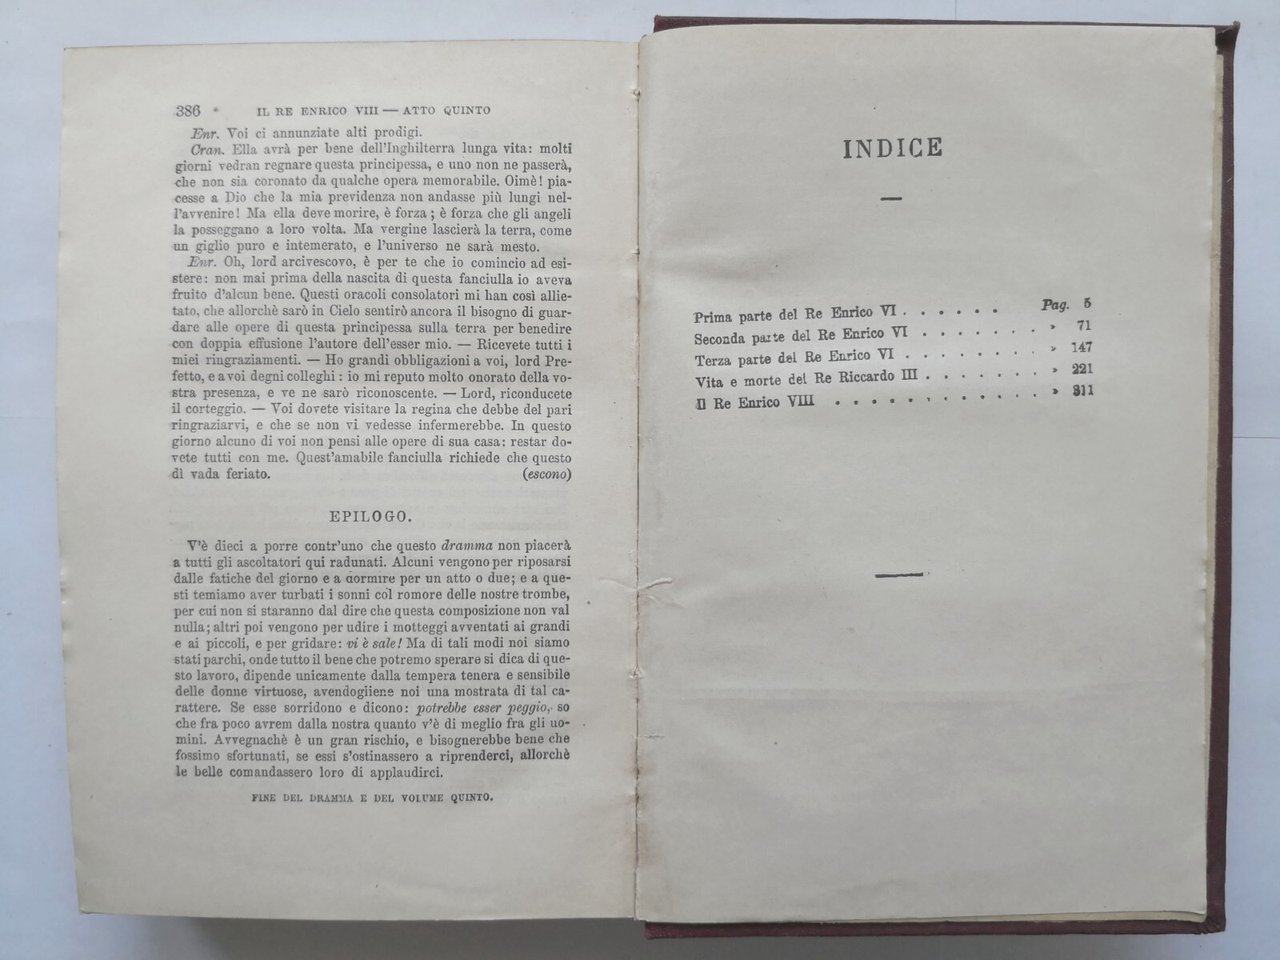 386 IL RE ENRICO VIII — ATTO QUINTO
Enr. Voi ci annunziate alti prodigi.
Cran. Ella avrà per bene dell'Inghilterra lunga vita: molti
giorni vedran regnare questa principessa, e uno non ne passerà,
che non sia coronato da qualche opera memorabile. Oimè! pia-
cesse a Dio che la mia previdenza non andasse più lungi nel-
l'avvenire! Ma ella deve morire, è forza; è forza che gli angeli
la posseggano a loro volta. Ma vergine lascierà la terra, come
un giglio puro e intemerato, e l'universo ne sarà mesto.
Enr. Oh, lord arcivescovo, è per te che io comincio ad esi-
stere: non mai prima della nascita di questa fanciulla io aveva
fruito d'alcun bene. Questi oracoli consolatori mi han così allie-
tato, che allorchè sarò in Cielo sentirò ancora il bisogno di guar-
dare alle opere di questa principessa sulla terra per benedire
con doppia effusione l'autore dell'esser mio. — Ricevete tutti i
miei ringraziamenti. — Ho grandi obbligazioni a voi, lord Pre-
fetto, e a voi degni colleghi: io mi reputo molto onorato della vo-
stra presenza, e ve ne sarò riconoscente. — Lord, riconducete
il corteggio. — Voi dovete visitare la regina che debbe del pari
ringraziarvi, e che se non vi vedesse infermerebbe. In questo
giorno alcuno di voi non pensi alle opere di sua casa: restar do-
vete tutti con me. Quest'amabile fanciulla richiede che questo
dì vada feriato. (escono)
EPILOGO.
V'è dieci a porre contr'uno che questo dramma non piacerà
a tutti gli ascoltatori qui radunati. Alcuni vengono per riposarsi
dalle fatiche del giorno e a dormire per un atto o due; e a que-
sti temiamo aver turbati i sonni col romore delle nostre trombe,
per cui non si staranno dal dire che questa composizione non val
nulla; altri poi vengono per udire i motteggi avventati ai grandi
e ai piccoli, e per gridare: vi è sale! Ma di tali modi noi siamo
stati parchi, onde tutto il bene che potremo sperare si dica di que-
sto lavoro, dipende unicamente dalla tempera tenera e sensibile
delle donne virtuose, avendogliene noi una mostrata di tal ca-
rattere. Se esse sorridono e dicono: potrebbe esser peggio, so
che fra poco avrem dalla nostra quanto v'è di meglio fra gli uo-
mini. Avvegnachè è un gran rischio, e bisognerebbe bene che
fossimo sfortunati, se essi s'ostinassero a riprenderci, allorchè
le belle comandassero loro di applaudirci.
FINE DEL DRAMMA E DEL VOLUME QUINTO.
INDICE
Prima parte del Re Enrico VI . . . . . . Pag. 5
Seconda parte del Re Enrico VI . . . . . . . » 71
Terza parte del Re Enrico VI . . . . . . . . » 147
Vita e morte del Re Riccardo III . . . . . . . » 221
Il Re Enrico VIII . . . . . . . . . . . . » 311